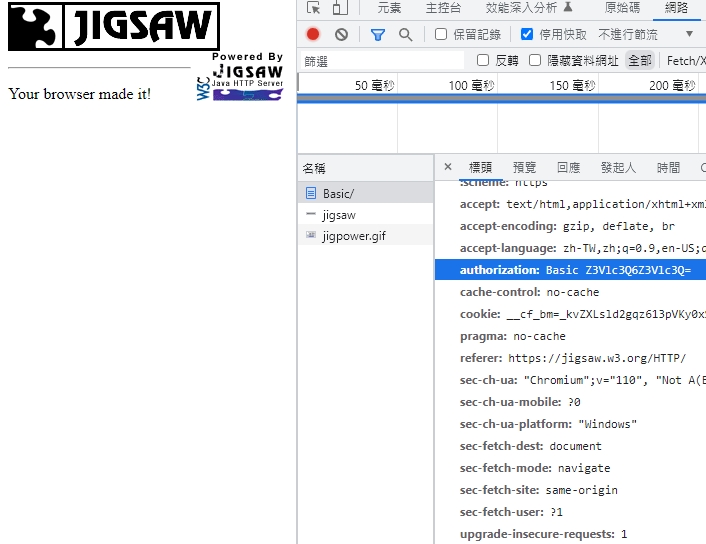 JIGSAW
Powered By
JIGSAW
Java HTTP Server
W3C
Your browser made it!
元素 主控台 效能深入分析 原始碼 網路
保留記錄 停用快取 不進行節流
篩選 反轉 隱藏資料網址 全部 Fetch/X
50 毫秒 100 毫秒 150 毫秒 200 毫秒
名稱
Basic/
jigsaw
jigpower.gif
× 標頭 預覽 回應 發起人 時間 C
:scheme: https
accept: text/html,application/xhtml+xml
accept-encoding: gzip, deflate, br
accept-language: zh-TW,zh;q=0.9,en-US;q
authorization: Basic Z3Vlc3Q6Z3Vlc3Q=
cache-control: no-cache
cookie: __cf_bm=_kvZXLsld2gqz613pVKy0x
pragma: no-cache
referer: https://jigsaw.w3.org/HTTP/
sec-ch-ua: "Chromium";v="110", "Not A(B
sec-ch-ua-mobile: ?0
sec-ch-ua-platform: "Windows"
sec-fetch-dest: document
sec-fetch-mode: navigate
sec-fetch-site: same-origin
sec-fetch-user: ?1
upgrade-insecure-requests: 1